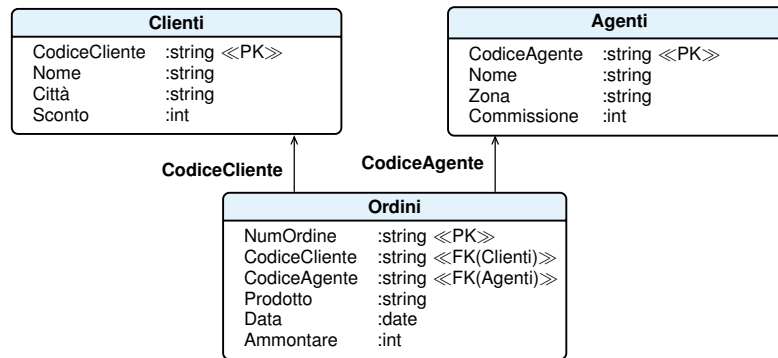 Clienti
CodiceCliente :string ≪PK≫
Nome :string
Città :string
Sconto :int
Agenti
CodiceAgente :string ≪PK≫
Nome :string
Zona :string
Commissione :int
CodiceCliente
CodiceAgente
Ordini
NumOrdine :string ≪PK≫
CodiceCliente :string ≪FK(Clienti)≫
CodiceAgente :string ≪FK(Agenti)≫
Prodotto :string
Data :date
Ammontare :int